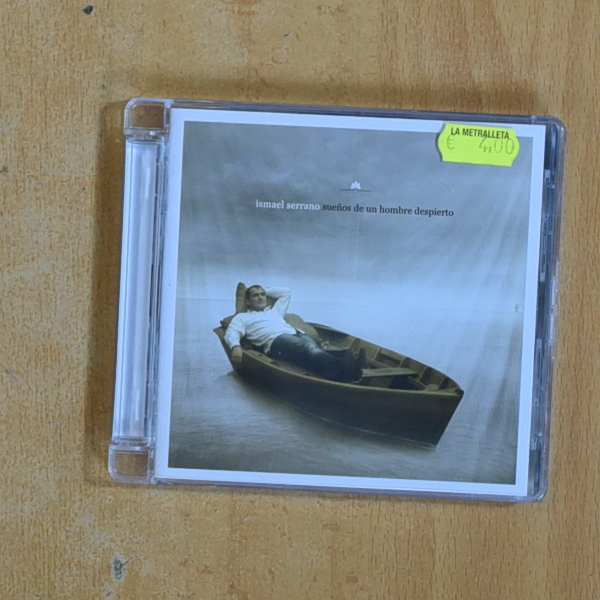 LA METRALLETA
€ 4,00
ismael serrano sueños de un hombre despierto